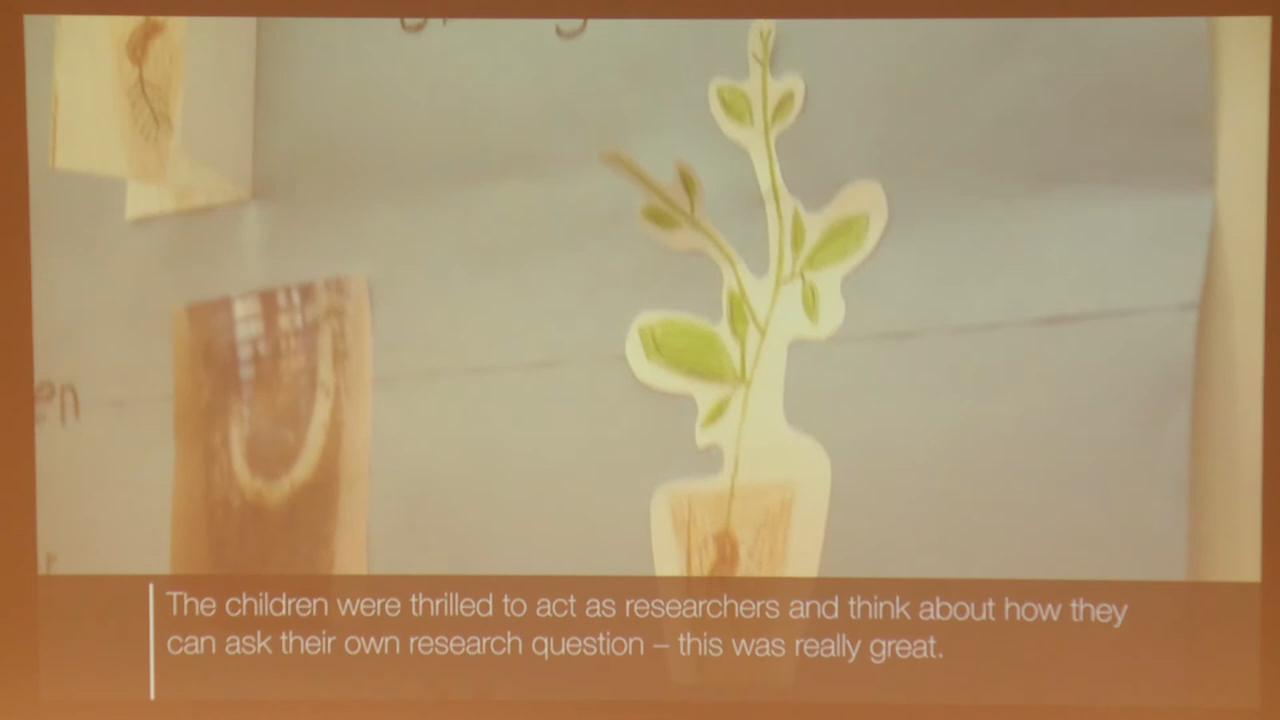 en
The children were thrilled to act as researchers and think about how they
can ask their own research question – this was really great.